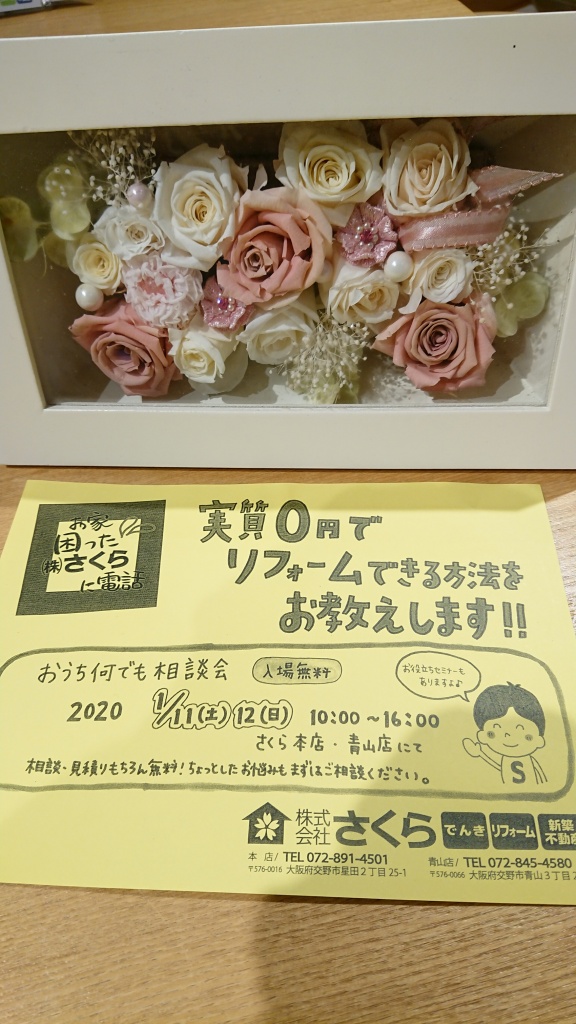 お家
困った
(株)さくら
に電話
実質0円で
リフォームできる方法を
お教えします!!
おうち何でも相談会 入場無料
お役立ちセミナーも
ありますよ♪
2020 1/11(土) 12(日) 10:00~16:00
さくら本店・青山店にて
相談・見積りもちろん無料!ちょっとしたお悩みもまずはご相談ください。
S
株式会社さくら でんき リフォーム 新築 不動産
本店/TEL 072-891-4501 青山店/TEL 072-845-4580
〒576-0016 大阪府交野市星田2丁目25-1 〒576-0066 大阪府交野市青山3丁目